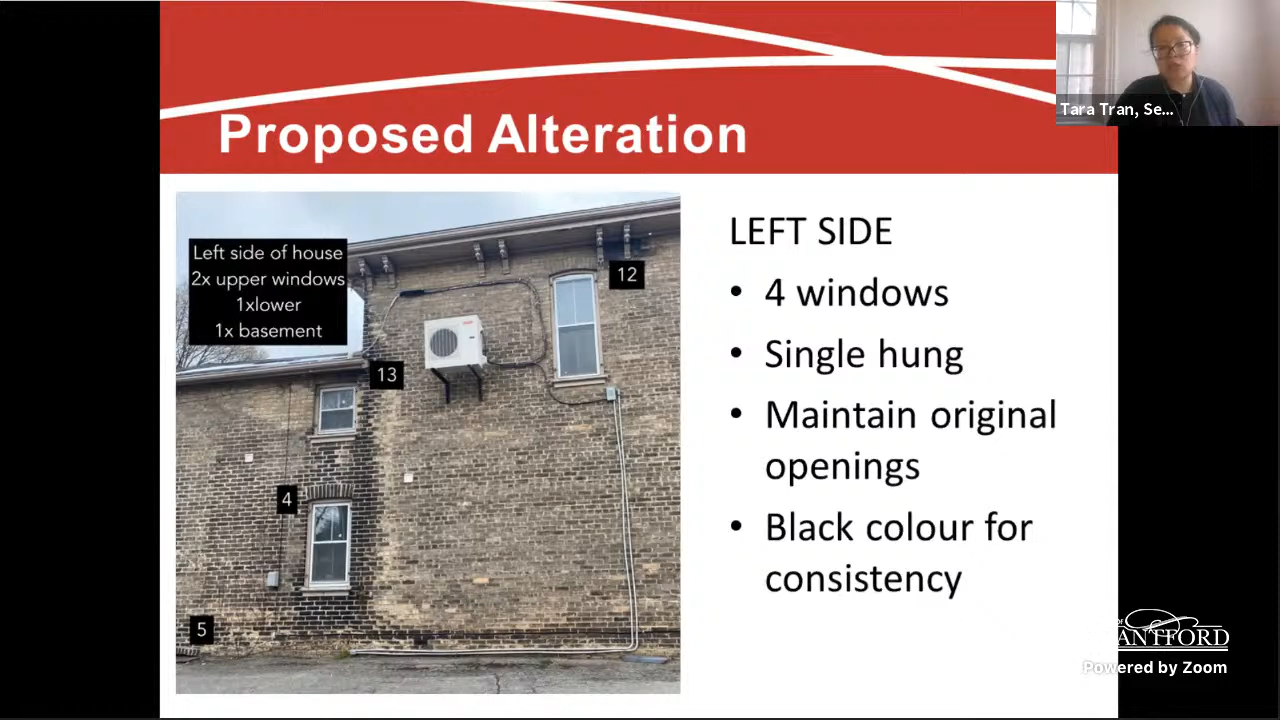 Proposed Alteration
Tara Tran, Se...
Left side of house
2x upper windows
1xlower
1x basement
12
13
4
5
LEFT SIDE
• 4 windows
• Single hung
• Maintain original
openings
• Black colour for
consistency
Powered by Zoom